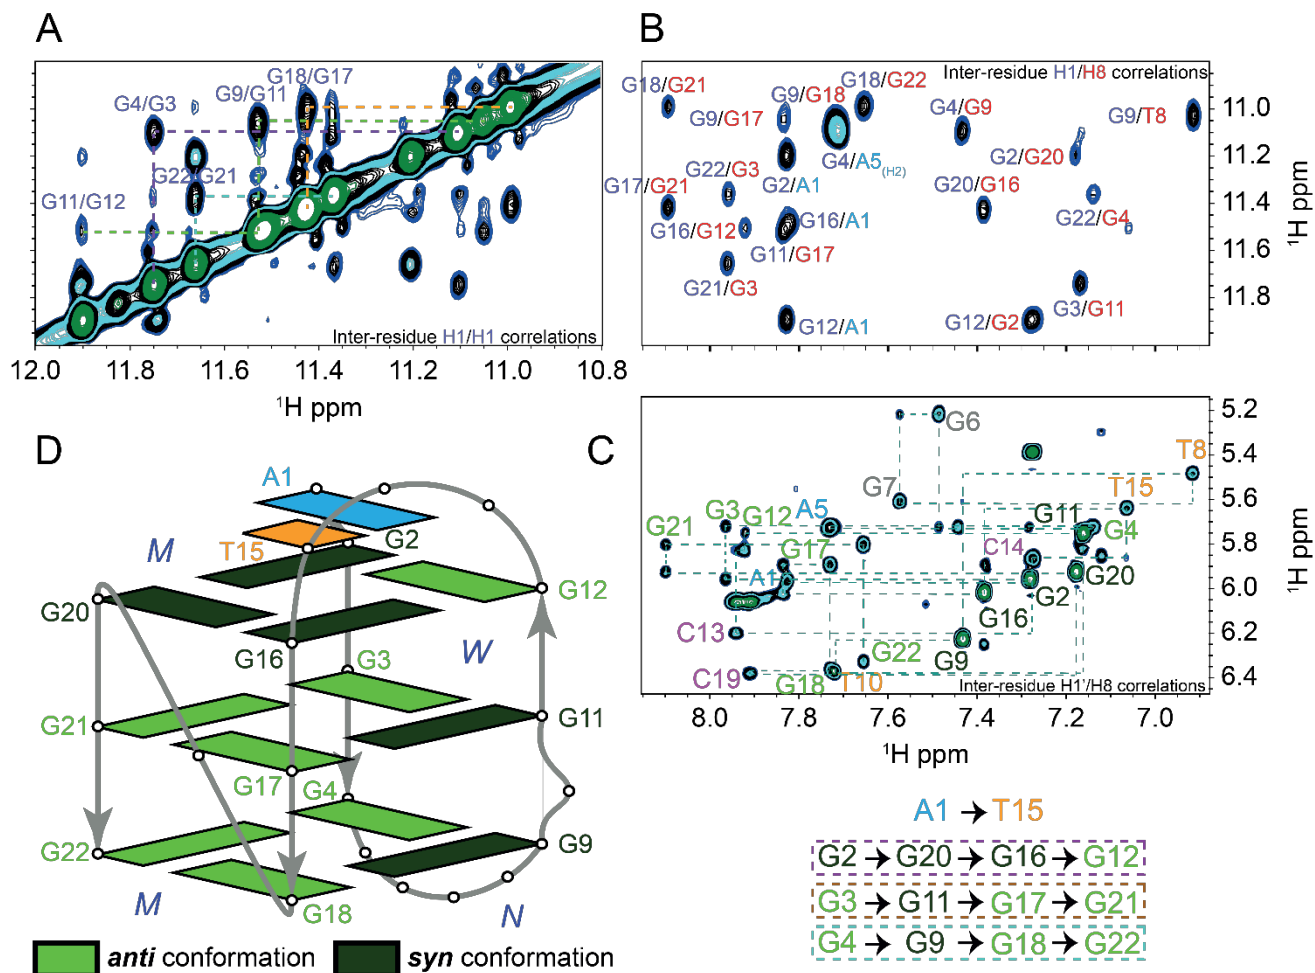 A
G18/G17
G4/G3
G9/G11
G22/G21
G11/G12
Inter-residue H1/H1 correlations
12.0 11.8 11.6 11.4 11.2 11.0 10.8
¹H ppm
B
Inter-residue H1/H8 correlations
G18/G21
G9/G18
G18/G22
G9/G17
G4/G9
G9/T8
G4/A5(H2)
G22/G3
G2/A1
G2/G20
G17/G21
G20/G16
G16/G12
G16/A1
G22/G4
G11/G17
G21/G3
G3/G11
G12/A1
G12/G2
11.0
11.2
11.4
11.6
11.8
¹H ppm
C
G6
T8
G7
T15
G21
G3
G12
A5
G11
G4
G17
C14
A1
G20
G2
G16
C13
G22
G9
C19
G18
T10
Inter-residue H1'/H8 correlations
5.2
5.4
5.6
5.8
6.0
6.2
6.4
¹H ppm
8.0 7.8 7.6 7.4 7.2 7.0
¹H ppm
D
A1
T15
G2
M
G20
G12
G16
W
G3
G21
G11
G17
G4
G22
G9
M
G18
N
anti conformation
syn conformation
A1 → T15
G2 → G20 → G16 → G12
G3 → G11 → G17 → G21
G4 → G9 → G18 → G22